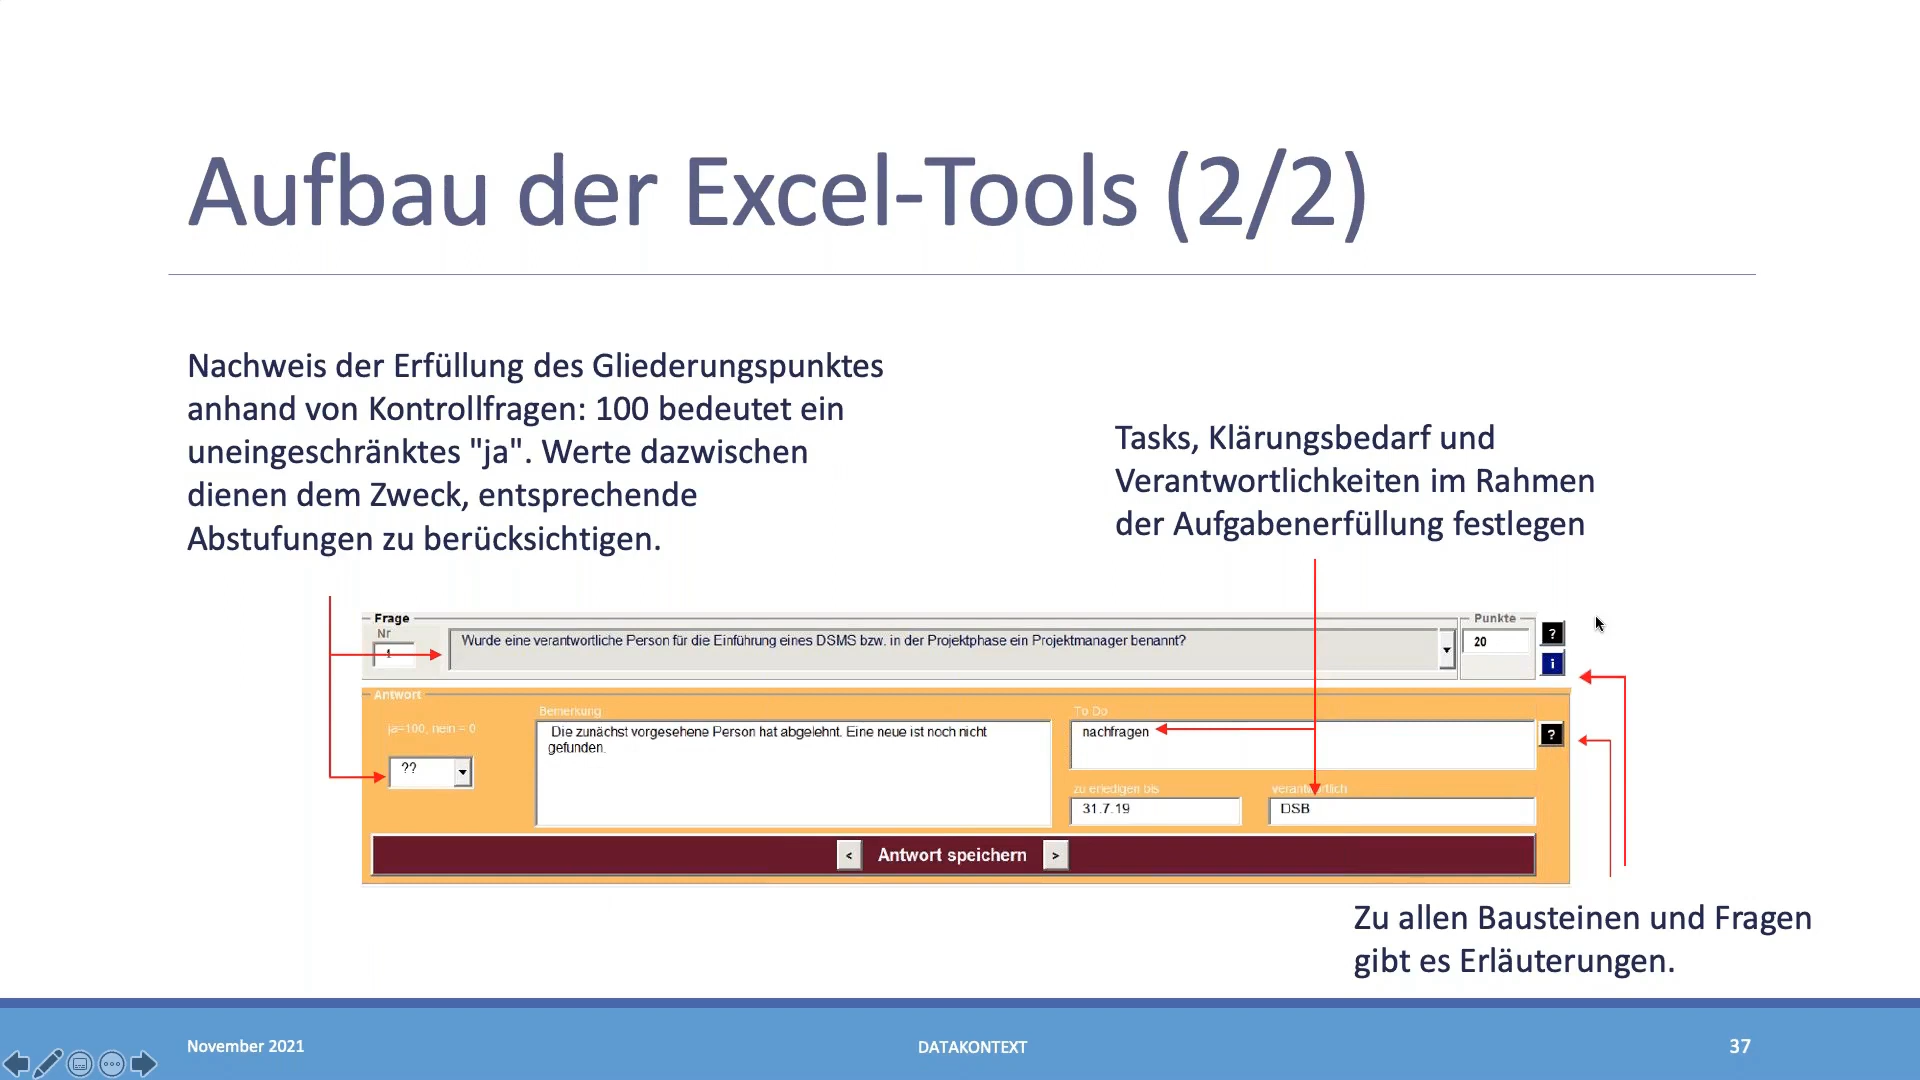 Aufbau der Excel-Tools (2/2)
Nachweis der Erfüllung des Gliederungspunktes
anhand von Kontrollfragen: 100 bedeutet ein
uneingeschränktes "ja". Werte dazwischen
dienen dem Zweck, entsprechende
Abstufungen zu berücksichtigen.
Tasks, Klärungsbedarf und
Verantwortlichkeiten im Rahmen
der Aufgabenerfüllung festlegen
Frage
Nr
1
Wurde eine verantwortliche Person für die Einführung eines DSMS bzw. in der Projektphase ein Projektmanager benannt?
Punkte
20
?
i
Antwort
ja=100, nein = 0
??
Bemerkung
Die zunächst vorgesehene Person hat abgelehnt. Eine neue ist noch nicht
gefunden.
To Do
nachfragen
?
zu erledigen bis
31.7.19
verantwortlich
DSB
< Antwort speichern >
Zu allen Bausteinen und Fragen
gibt es Erläuterungen.
November 2021
DATAKONTEXT
37